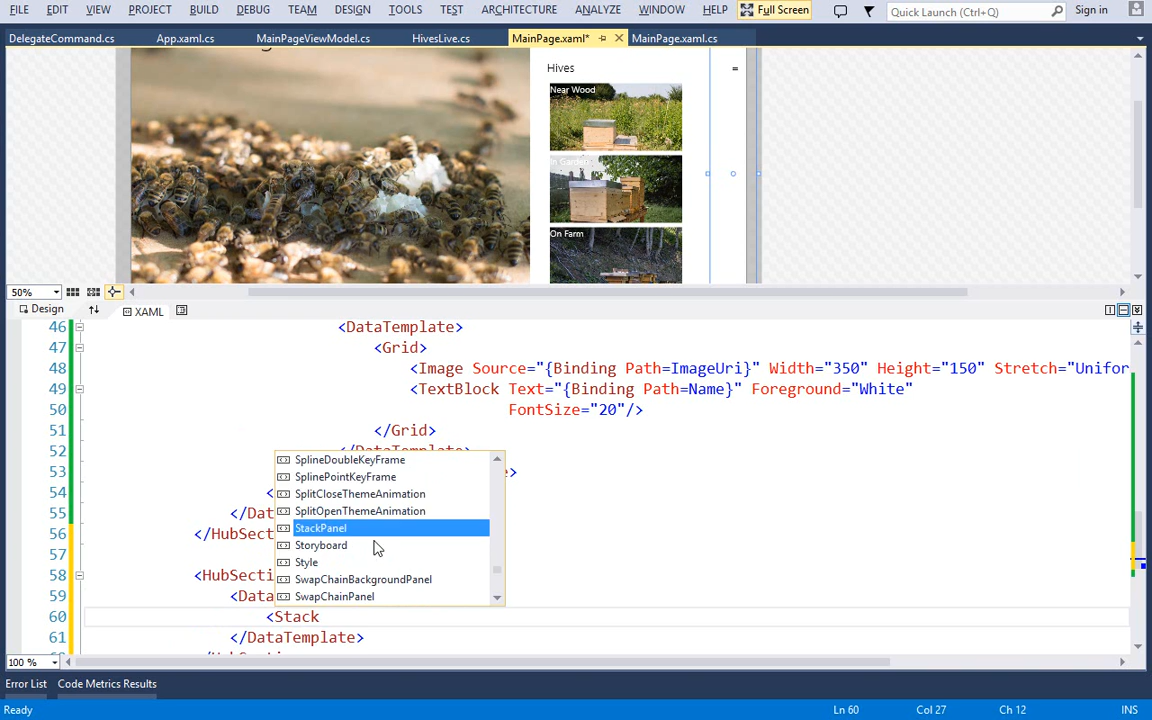 FILE EDIT VIEW PROJECT BUILD DEBUG TEAM DESIGN TOOLS TEST ARCHITECTURE ANALYZE WINDOW HELP Full Screen Quick Launch (Ctrl+Q) Sign in
DelegateCommand.cs App.xaml.cs MainPageViewModel.cs HivesLive.cs MainPage.xaml* MainPage.xaml.cs
Hives
Near Wood
In Garden
On Farm
50%
Design XAML
46 <DataTemplate>
47 <Grid>
48 <Image Source="{Binding Path=ImageUri}" Width="350" Height="150" Stretch="Unifor
49 <TextBlock Text="{Binding Path=Name}" Foreground="White"
50 FontSize="20"/>
51 </Grid>
52 </DataTemplate>
53 >
54 <
55 </Dat
56 </HubSection
57
58 <HubSecti
59 <Data
60 <Stack
61 </DataTemplate>
SplineDoubleKeyFrame
SplinePointKeyFrame
SplitCloseThemeAnimation
SplitOpenThemeAnimation
StackPanel
Storyboard
Style
SwapChainBackgroundPanel
SwapChainPanel
100 %
Error List Code Metrics Results
Ready Ln 60 Col 27 Ch 12 INS